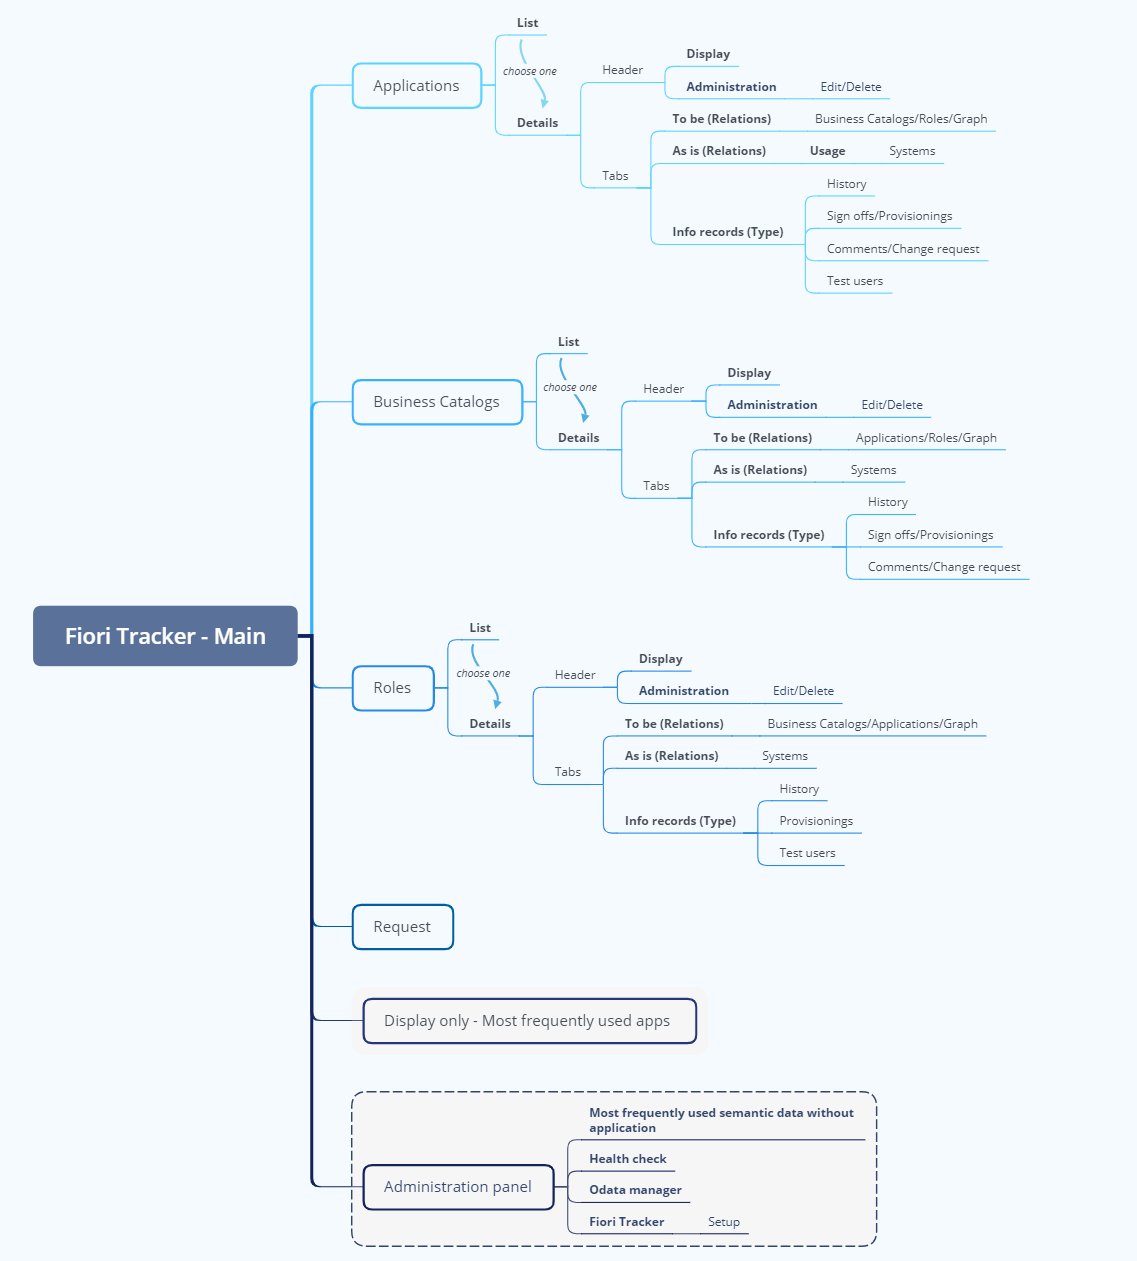 Fiori Tracker - Main
Applications
List
choose one
Details
Header
Display
Administration
Edit/Delete
Tabs
To be (Relations)
Business Catalogs/Roles/Graph
As is (Relations)
Usage
Systems
Info records (Type)
History
Sign offs/Provisionings
Comments/Change request
Test users
Business Catalogs
List
choose one
Details
Header
Display
Administration
Edit/Delete
Tabs
To be (Relations)
Applications/Roles/Graph
As is (Relations)
Systems
Info records (Type)
History
Sign offs/Provisionings
Comments/Change request
Roles
List
choose one
Details
Header
Display
Administration
Edit/Delete
Tabs
To be (Relations)
Business Catalogs/Applications/Graph
As is (Relations)
Systems
Info records (Type)
History
Provisionings
Test users
Request
Display only - Most frequently used apps
Administration panel
Most frequently used semantic data without
application
Health check
Odata manager
Fiori Tracker
Setup